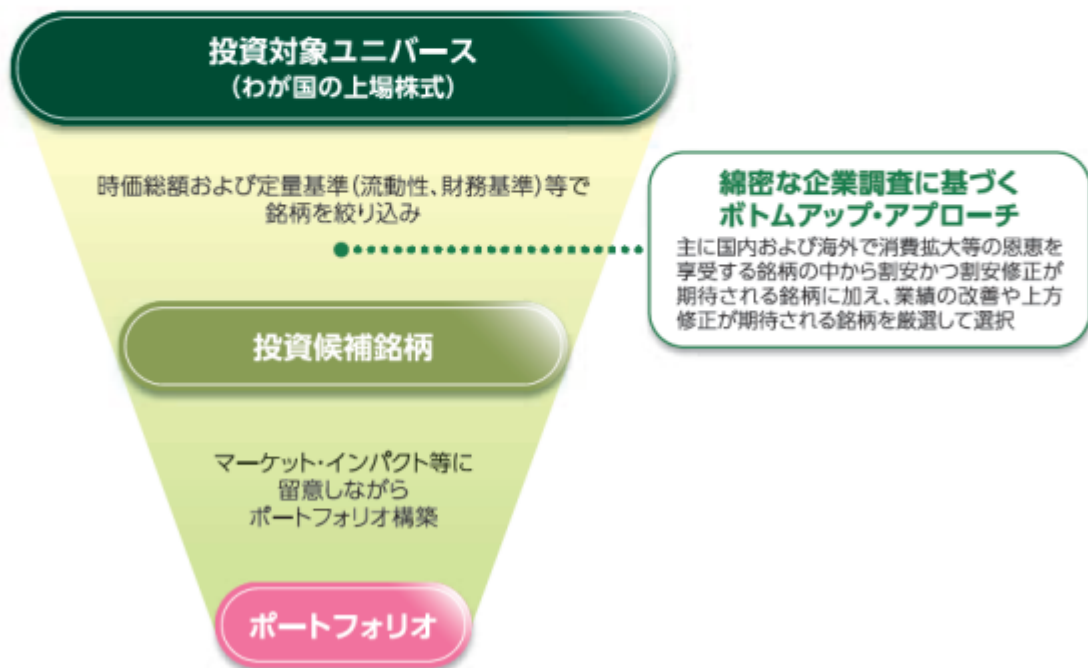 投資対象ユニバース
(わが国の上場株式)
時価総額および定量基準(流動性、財務基準)等で
銘柄を絞り込み
綿密な企業調査に基づく
ボトムアップ・アプローチ
主に国内および海外で消費拡大等の恩恵を
享受する銘柄の中から割安かつ割安修正が
期待される銘柄に加え、業績の改善や上方
修正が期待される銘柄を厳選して選択
投資候補銘柄
マーケット・インパクト等に
留意しながら
ポートフォリオ構築
ポートフォリオ